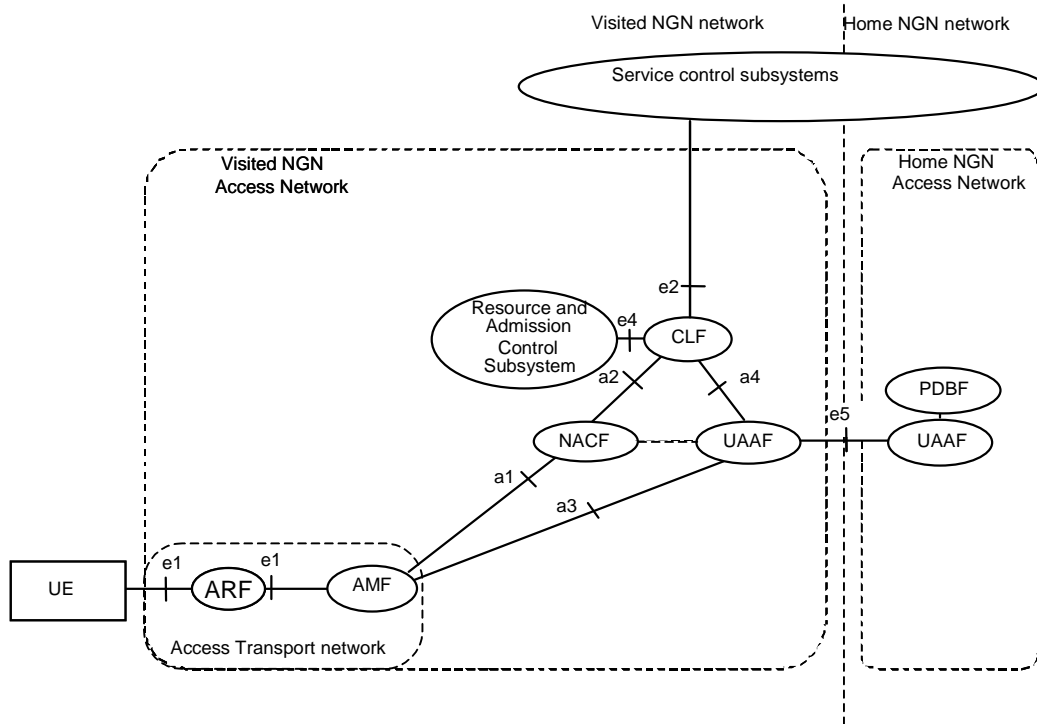 Visited NGN network
Home NGN network
Service control subsystems
Visited NGN
Access Network
Home NGN
Access Network
e2
Resource and
Admission
Control
Subsystem
e4
CLF
a2
a4
PDBF
e5
NACF
UAAF
UAAF
a1
a3
e1
e1
UE
ARF
AMF
Access Transport network